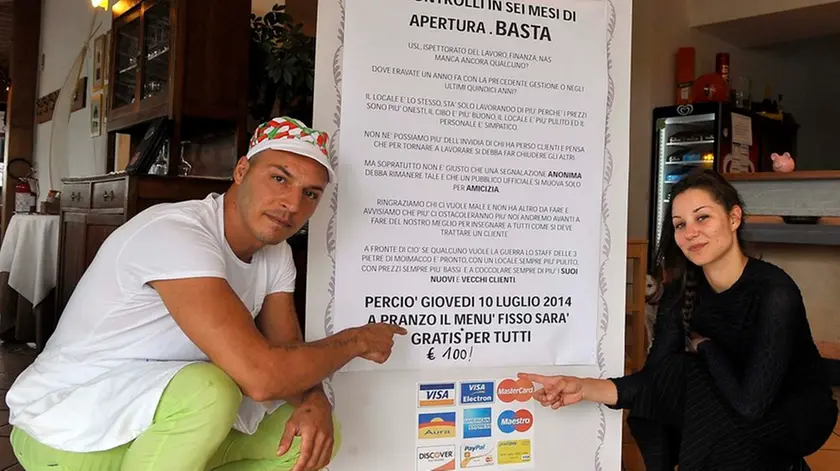 CONTROLLI IN SEI MESI DI
APERTURA . BASTA
USL, ISPETTORATO DEL LAVORO, FINANZA, NAS
MANCA ANCORA QUALCUNO?
DOVE ERAVATE UN ANNO FA CON LA PRECEDENTE GESTIONE O NEGLI
ULTIMI QUINDICI ANNI?
IL LOCALE E' LO STESSO, STA' SOLO LAVORANDO DI PIU' PERCHE' I PREZZI
SONO PIU' ONESTI, IL CIBO E' PIU' BUONO, IL LOCALE E' PIU' PULITO ED IL
PERSONALE E' SIMPATICO.
NON NE' POSSIAMO PIU' DELL'INVIDIA DI CHI HA PERSO CLIENTI E PENSA
CHE PER TORNARE A LAVORARE SI DEBBA FAR CHIUDERE GLI ALTRI.
MA SOPRATUTTO NON E' GIUSTO CHE UNA SEGNALAZIONE ANONIMA
DEBBA RIMANERE TALE E CHE UN PUBBLICO UFFICIALE SI MUOVA SOLO
PER AMICIZIA.
RINGRAZIAMO CHI CI VUOLE MALE E NON HA ALTRO DA FARE E
AVVISIAMO CHE PIU' CI OSTACOLERANNO PIU' NOI ANDREMO AVANTI A
FARE DEL NOSTRO MEGLIO PER INSEGNARE A TUTTI COME SI DEVE
TRATTARE UN CLIENTE
A FRONTE DI CIO' SE QUALCUNO VUOLE LA GUERRA LO STAFF DELLE 3
PIETRE DI MOIMACCO E' PRONTO, CON UN LOCALE SEMPRE PIU' PULITO,
CON PREZZI SEMPRE PIU' BASSI E A COCCOLARE SEMPRE DI PIU' I SUOI
NUOVI E VECCHI CLIENTI.
PERCIO' GIOVEDI 10 LUGLIO 2014
A PRANZO IL MENU' FISSO SARA'
GRATIS PER TUTTI
€ 100!
VISA VISA Electron MasterCard
Aura AMERICAN EXPRESS Maestro
DISCOVER PayPal postepay